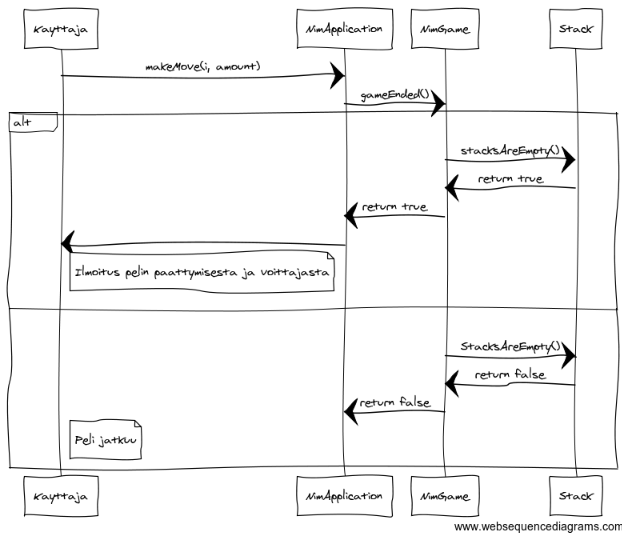 Kayttaja
NimApplication
NimGame
Stack
makeMove(i, amount)
gameEnded()
alt
stacksAreEmpty()
return true
return true
Ilmoitus pelin paattymisesta ja voittajasta
StacksAreEmpty()
return false
return false
Peli jatkuu
Kayttaja
NimApplication
NimGame
Stack
www.websequencediagrams.com